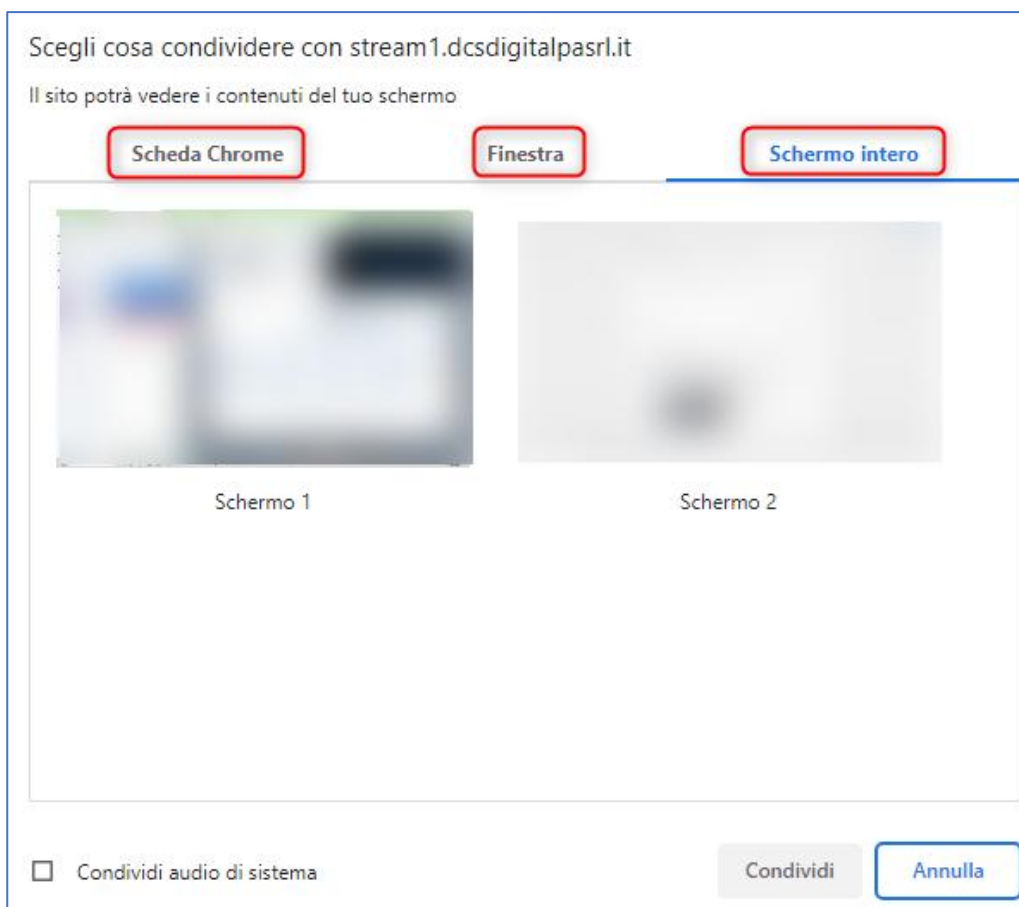 Scegli cosa condividere con stream1.dcsdigitalpasrl.it
Il sito potrà vedere i contenuti del tuo schermo
Scheda Chrome Finestra Schermo intero
Schermo 1 Schermo 2
Condividi audio di sistema Condividi Annulla